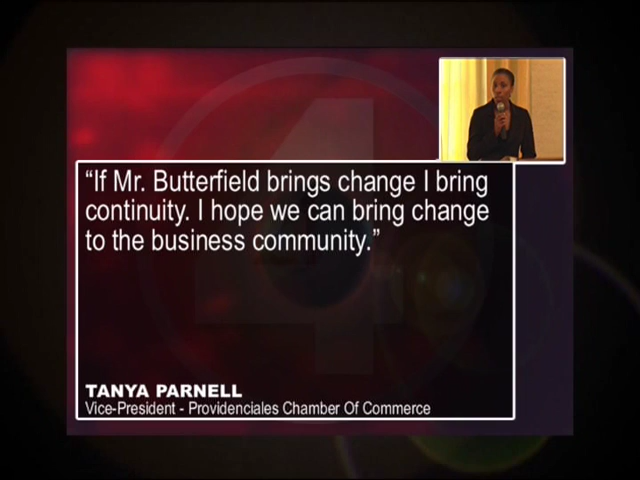 “If Mr. Butterfield brings change I bring
continuity. I hope we can bring change
to the business community.”
TANYA PARNELL
Vice-President - Providenciales Chamber Of Commerce
4